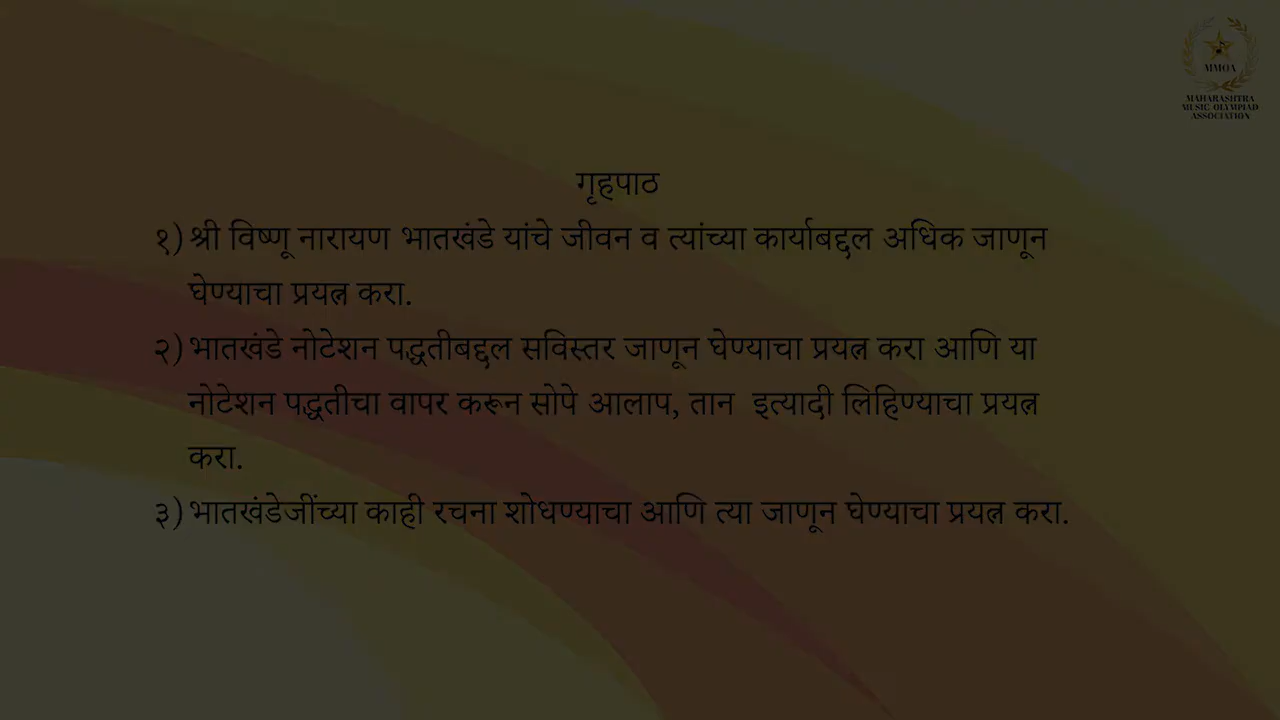 MMOA
MAHARASHTRA
MUSIC OLYMPIAD
ASSOCIATION
गृहपाठ
१) श्री विष्णू नारायण भातखंडे यांचे जीवन व त्यांच्या कार्याबद्दल अधिक जाणून
घेण्याचा प्रयत्न करा.
२) भातखंडे नोटेशन पद्धतीबद्दल सविस्तर जाणून घेण्याचा प्रयत्न करा आणि या
नोटेशन पद्धतीचा वापर करून सोपे आलाप, तान इत्यादी लिहिण्याचा प्रयत्न
करा.
३) भातखंडेजींच्या काही रचना शोधण्याचा आणि त्या जाणून घेण्याचा प्रयत्न करा.